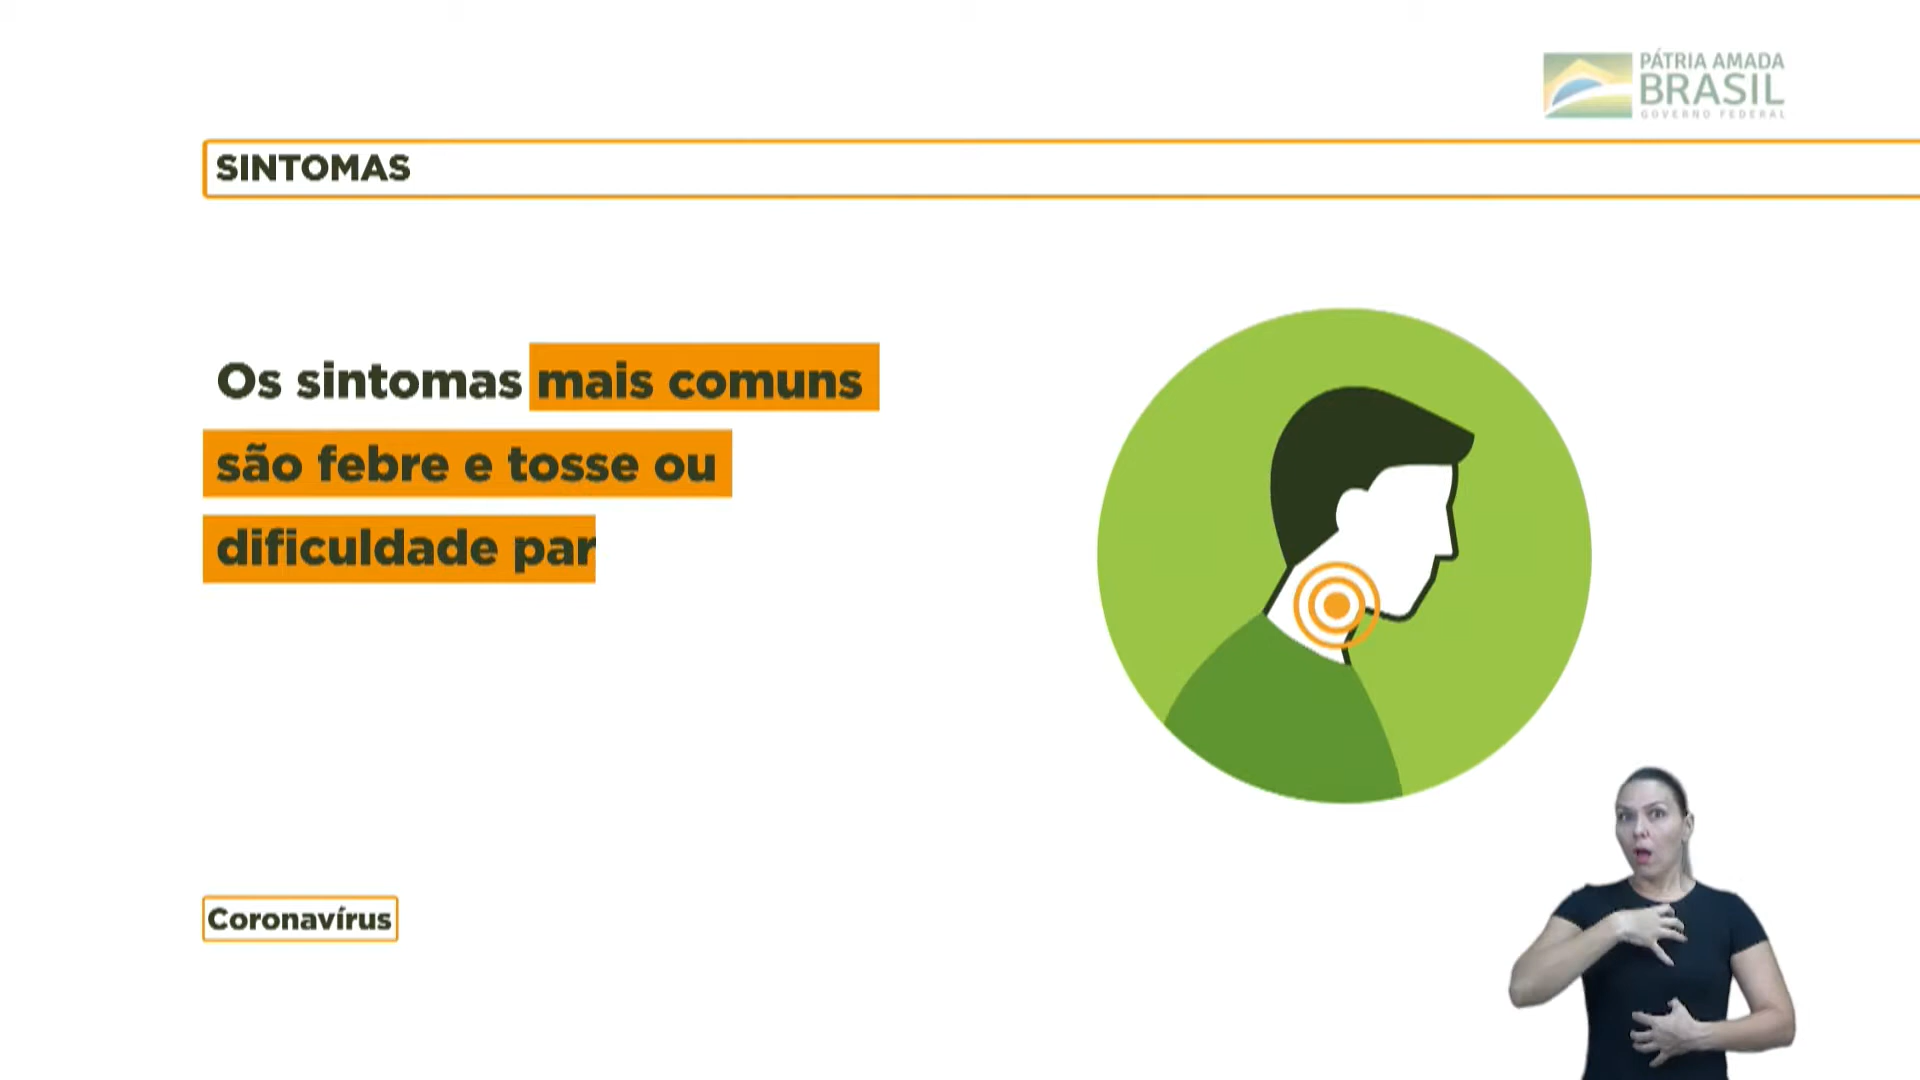 PÁTRIA AMADA
BRASIL
GOVERNO FEDERAL
SINTOMAS
Os sintomas mais comuns
são febre e tosse ou
dificuldade par
Coronavírus